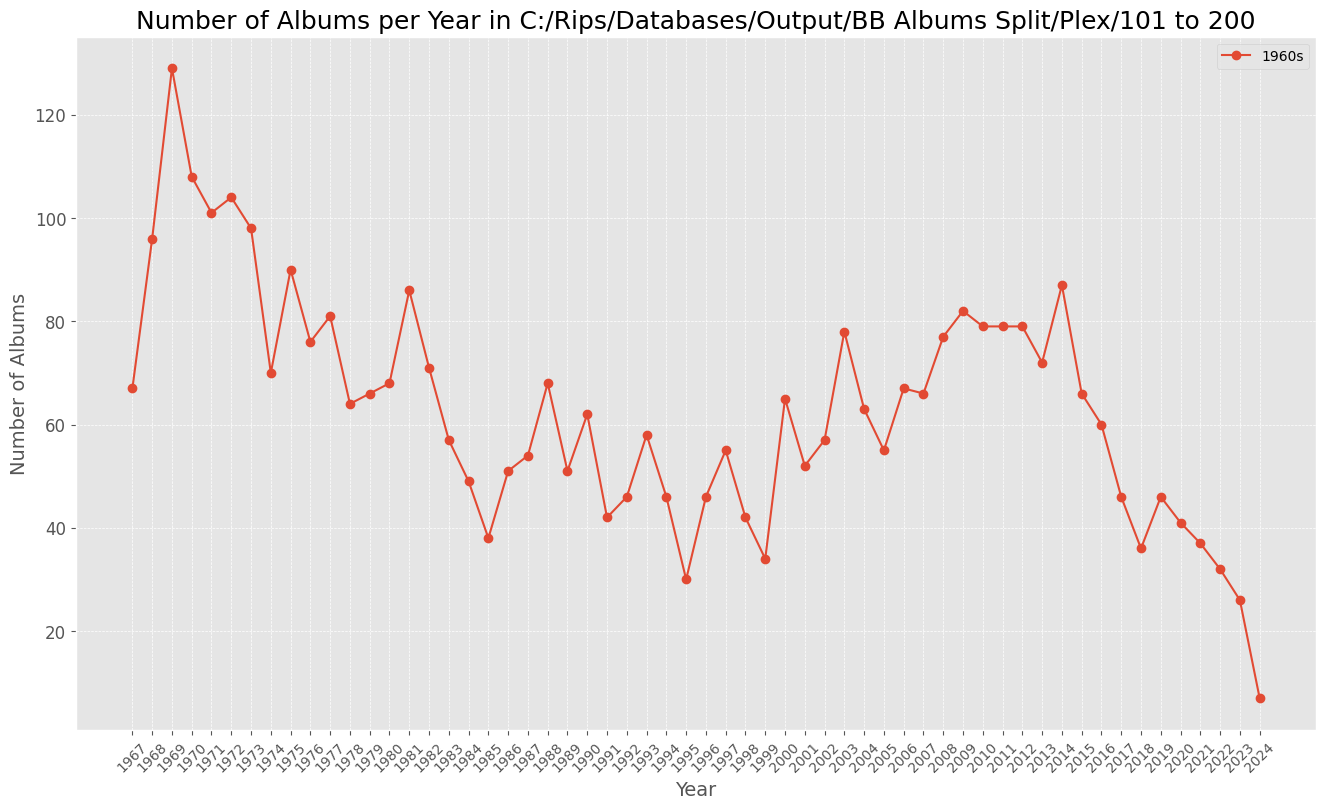 Number of Albums per Year in C:/Rips/Databases/Output/BB Albums Split/Plex/101 to 200
1960s
120
100
80
60
40
20
Number of Albums
1967 1968 1969 1970 1971 1972 1973 1974 1975 1976 1977 1978 1979 1980 1981 1982 1983 1984 1985 1986 1987 1988 1989 1990 1991 1992 1993 1994 1995 1996 1997 1998 1999 2000 2001 2002 2003 2004 2005 2006 2007 2008 2009 2010 2011 2012 2013 2014 2015 2016 2017 2018 2019 2020 2021 2022 2023 2024
Year